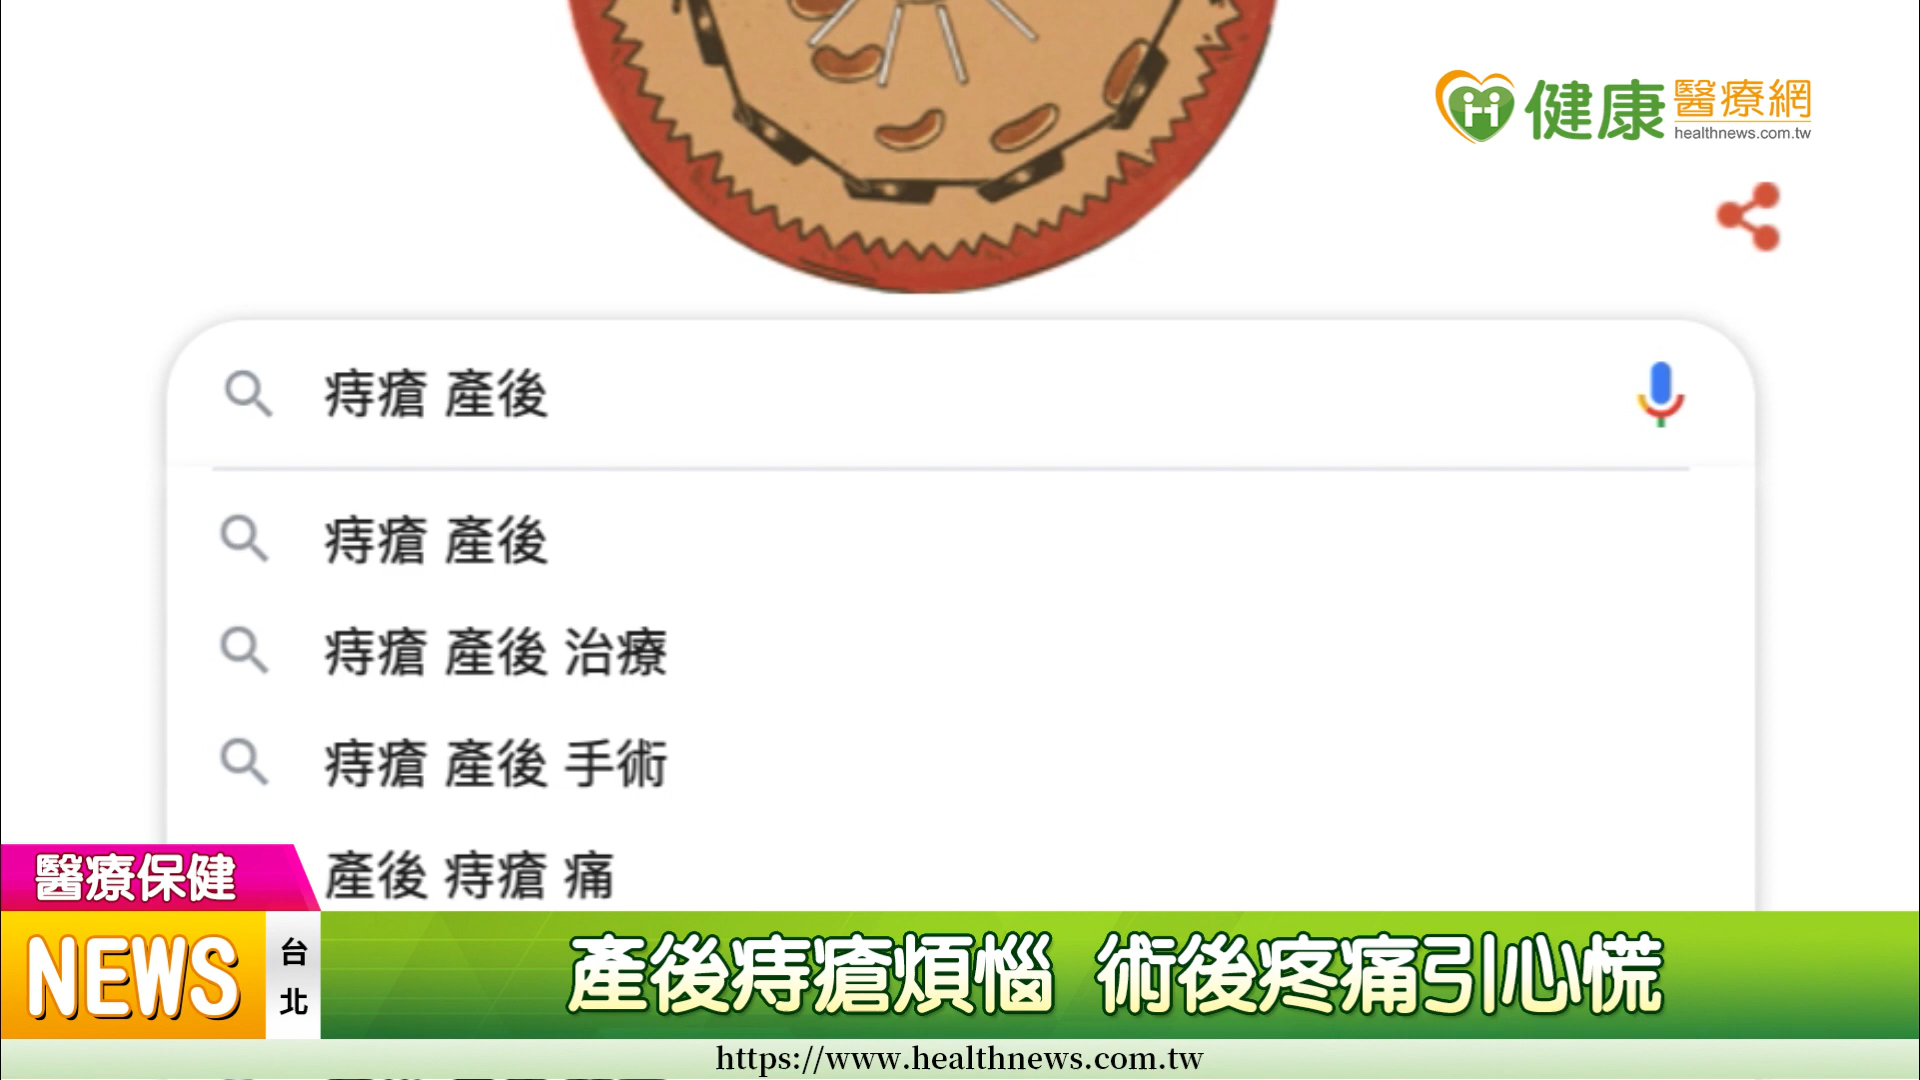 健康醫療網
healthnews.com.tw
痔瘡 產後
痔瘡 產後
痔瘡 產後 治療
痔瘡 產後 手術
產後 痔瘡 痛
醫療保健
NEWS
台北
產後痔瘡煩惱 術後疼痛引心慌
https://www.healthnews.com.tw